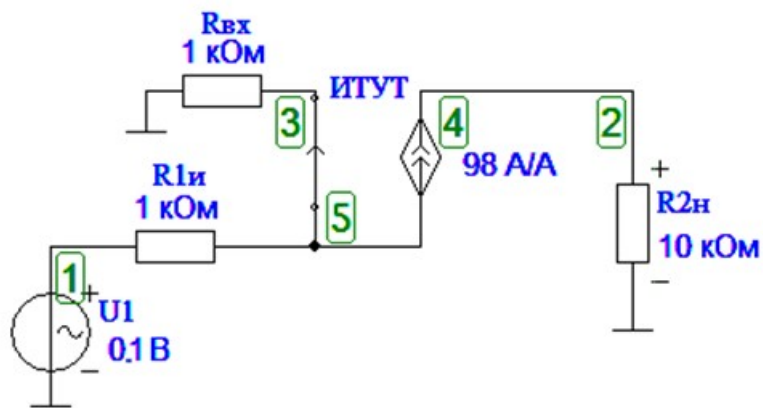 Rвх
1 кОм
3
ИТУТ
4
2
98 А/А
R1и
1 кОм
5
+
R2н
10 кОм
−
1
+
U1
0.1 В
−